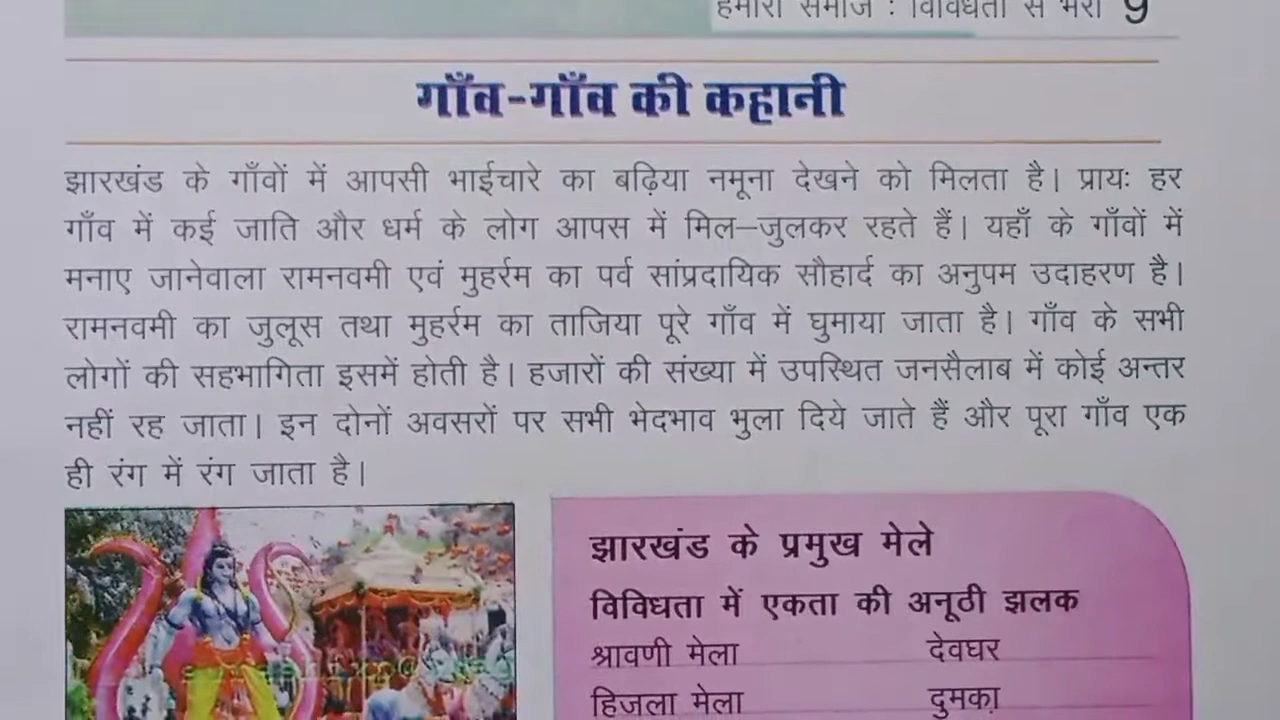 हमारा समाज : विविधता से भरा 9
गाँव-गाँव की कहानी
झारखंड के गाँवों में आपसी भाईचारे का बढ़िया नमूना देखने को मिलता है। प्रायः हर
गाँव में कई जाति और धर्म के लोग आपस में मिल–जुलकर रहते हैं। यहाँ के गाँवों में
मनाए जानेवाला रामनवमी एवं मुहर्रम का पर्व सांप्रदायिक सौहार्द का अनुपम उदाहरण है।
रामनवमी का जुलूस तथा मुहर्रम का ताजिया पूरे गाँव में घुमाया जाता है। गाँव के सभी
लोगों की सहभागिता इसमें होती है। हजारों की संख्या में उपस्थित जनसैलाब में कोई अन्तर
नहीं रह जाता। इन दोनों अवसरों पर सभी भेदभाव भुला दिये जाते हैं और पूरा गाँव एक
ही रंग में रंग जाता है।
झारखंड के प्रमुख मेले
विविधता में एकता की अनूठी झलक
श्रावणी मेला देवघर
हिजला मेला दुमका